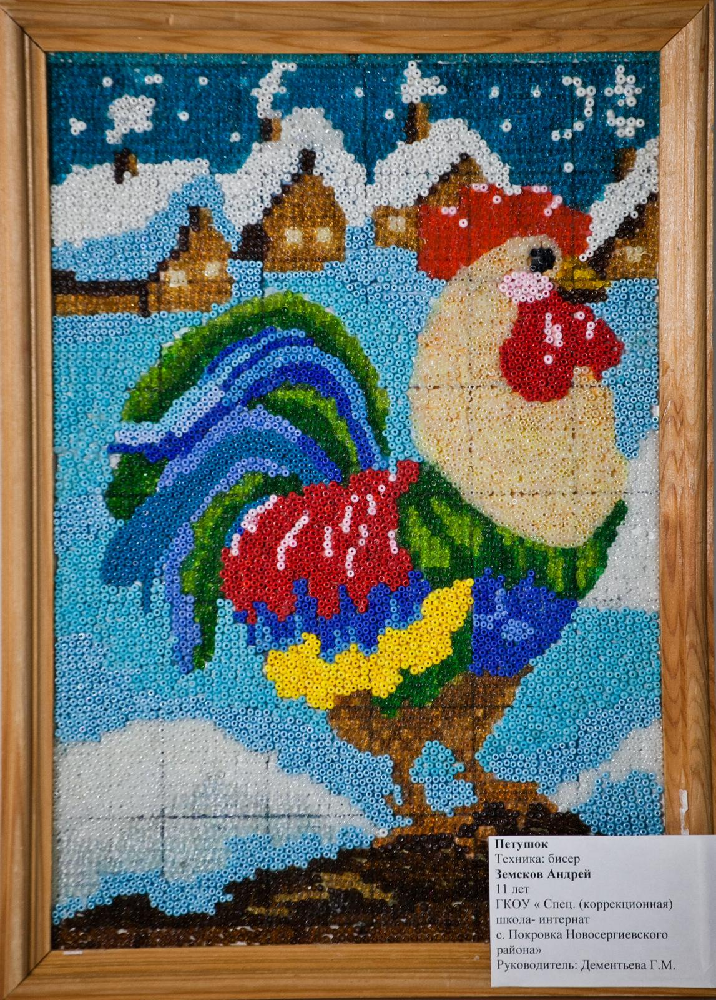 Петушок
Техника: бисер
Земсков Андрей
11 лет
ГКОУ « Спец. (коррекционная)
школа- интернат
с. Покровка Новосергиевского
района»
Руководитель: Дементьева Г.М.